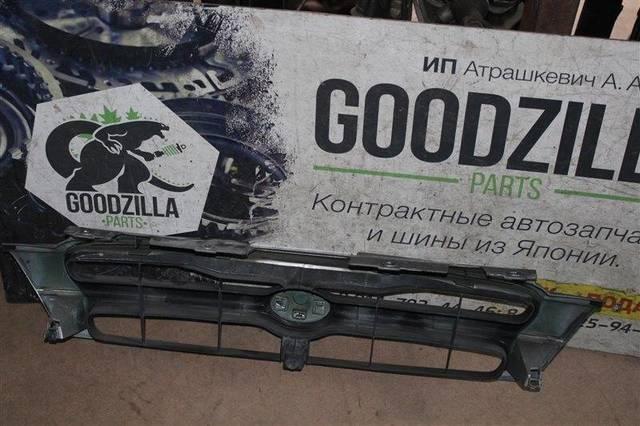 ИП Атрашкевич А. А
GOODZILL
PARTS
Контрактные автозапча
и шины из Японии.
GOODZILLA
•PARTS•